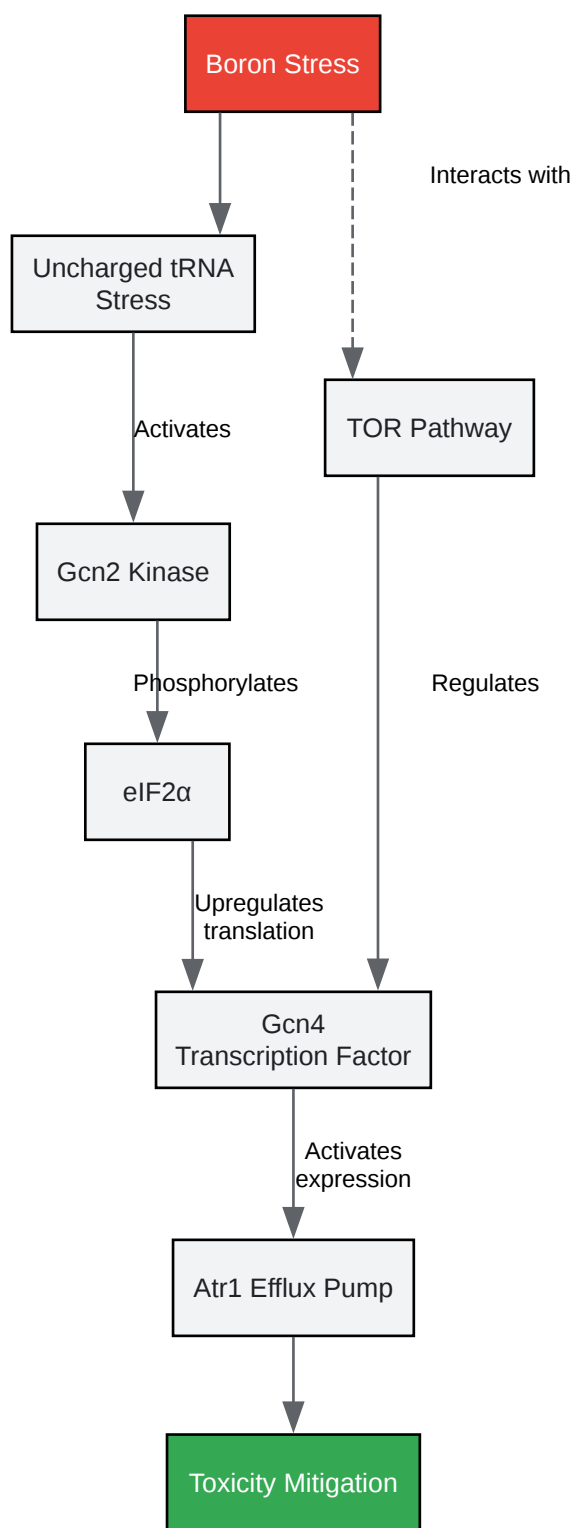 Boron Stress
Interacts with
Uncharged tRNA
Stress
Activates
TOR Pathway
Gcn2 Kinase
Phosphorylates
Regulates
eIF2α
Upregulates
translation
Gcn4
Transcription Factor
Activates
expression
Atr1 Efflux Pump
Toxicity Mitigation